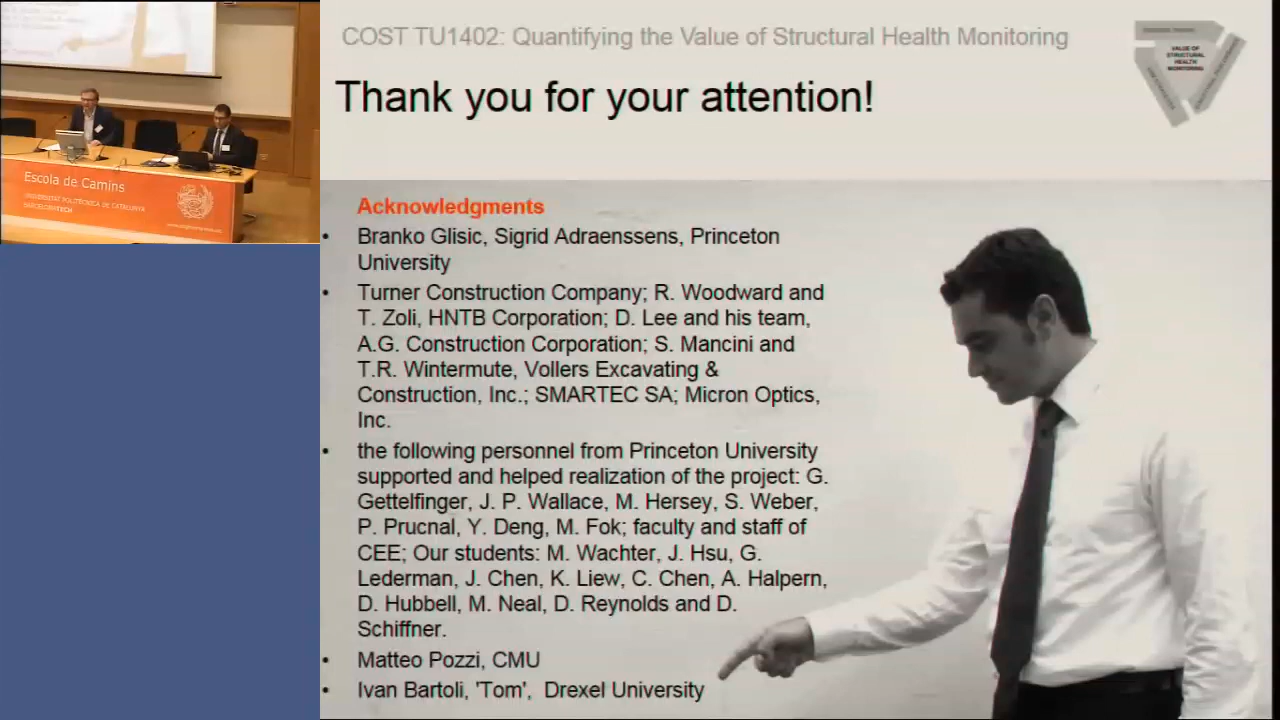 COST TU1402: Quantifying the Value of Structural Health Monitoring
VALUE OF
STRUCTURAL
HEALTH
MONITORING
Thank you for your attention!
Escola de Camins
UNIVERSITAT POLITÈCNICA DE CATALUNYA
BARCELONATECH
Acknowledgments
• Branko Glisic, Sigrid Adraenssens, Princeton
University
• Turner Construction Company; R. Woodward and
T. Zoli, HNTB Corporation; D. Lee and his team,
A.G. Construction Corporation; S. Mancini and
T.R. Wintermute, Vollers Excavating &
Construction, Inc.; SMARTEC SA; Micron Optics,
Inc.
• the following personnel from Princeton University
supported and helped realization of the project: G.
Gettelfinger, J. P. Wallace, M. Hersey, S. Weber,
P. Prucnal, Y. Deng, M. Fok; faculty and staff of
CEE; Our students: M. Wachter, J. Hsu, G.
Lederman, J. Chen, K. Liew, C. Chen, A. Halpern,
D. Hubbell, M. Neal, D. Reynolds and D.
Schiffner.
• Matteo Pozzi, CMU
• Ivan Bartoli, 'Tom', Drexel University